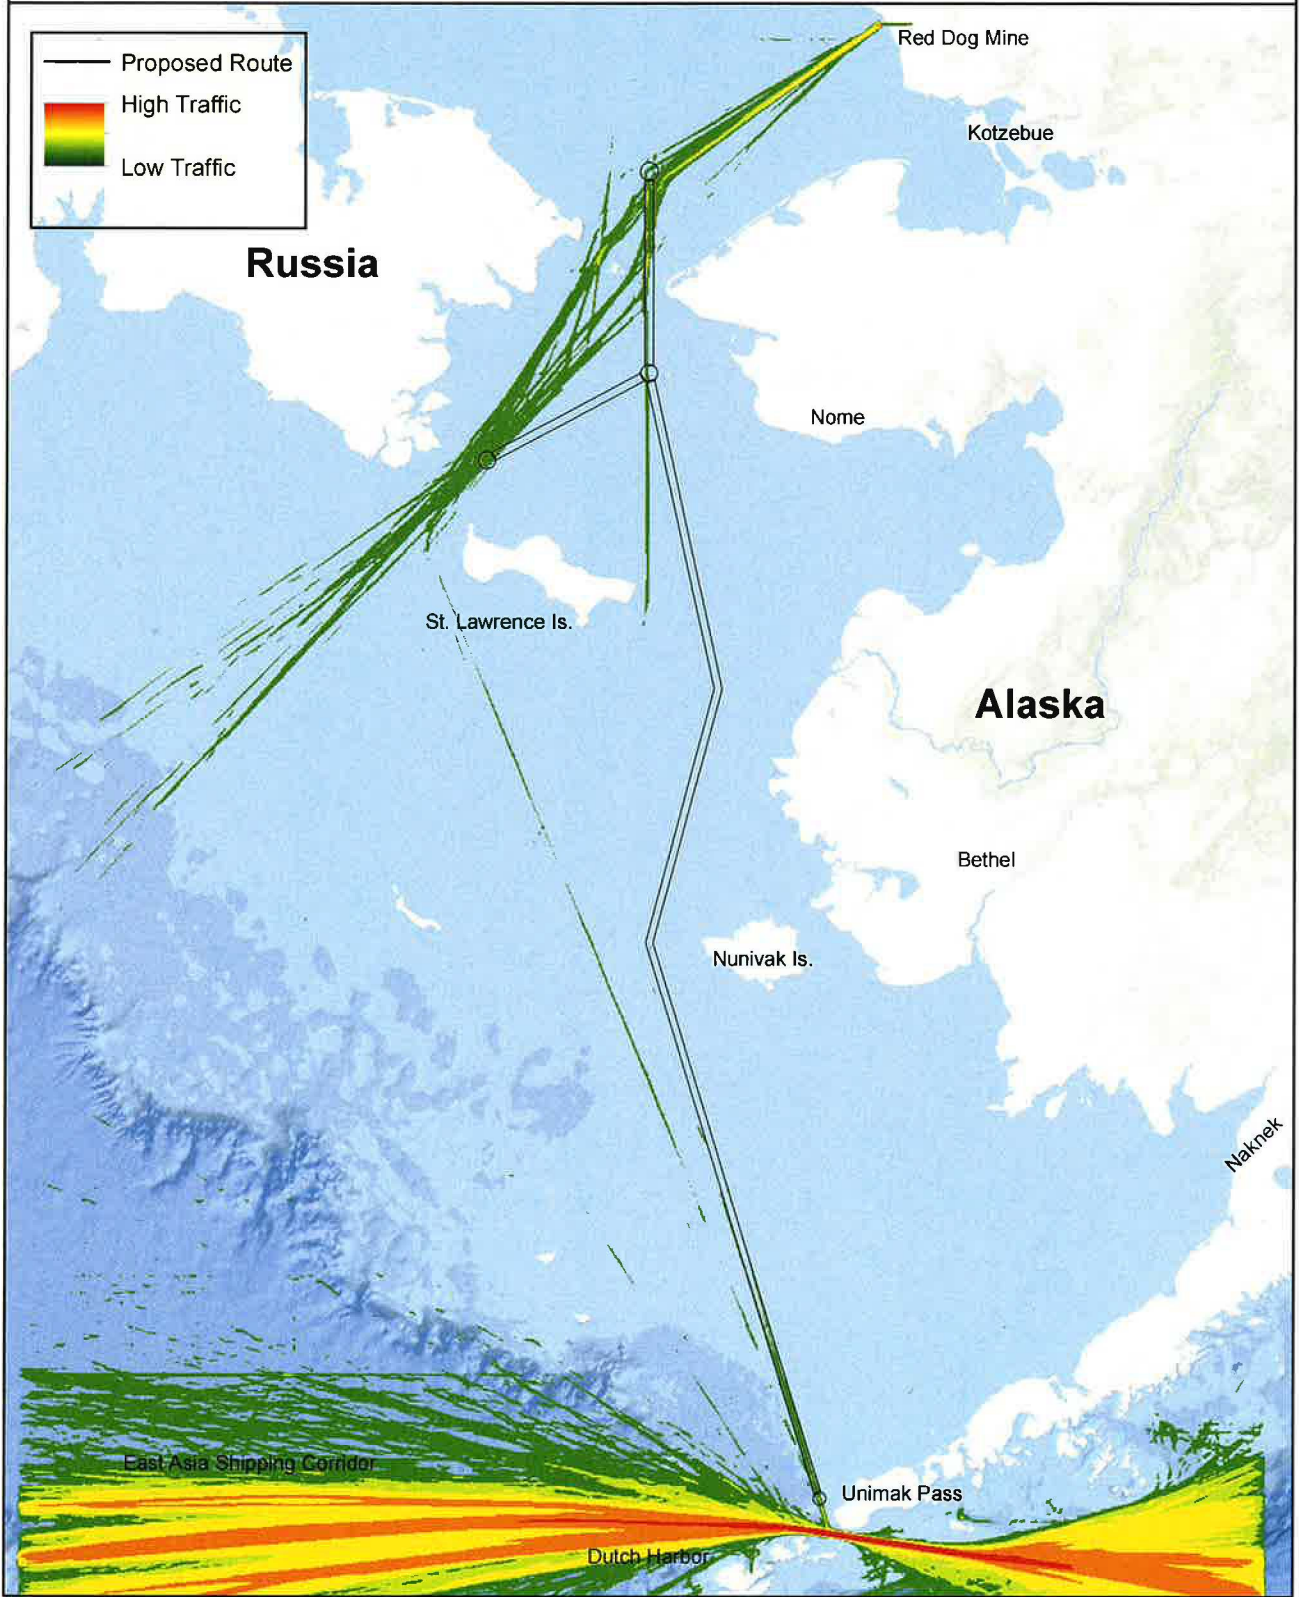 Proposed Route
High Traffic
Low Traffic
Red Dog Mine
Kotzebue
Russia
Nome
St. Lawrence Is.
Alaska
Bethel
Nunivak Is.
Naknek
East Asia Shipping Corridor
Unimak Pass
Dutch Harbor